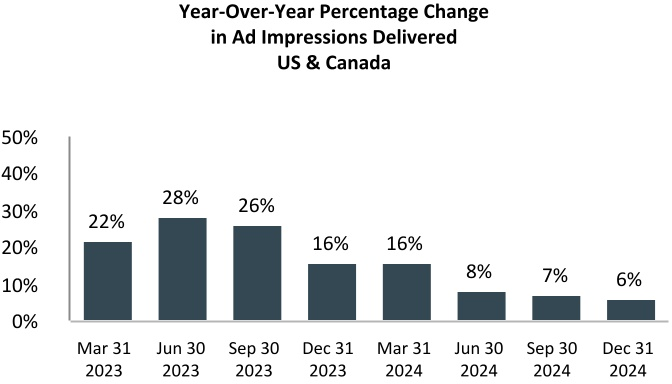 Year-Over-Year Percentage Change
in Ad Impressions Delivered
US & Canada
50%
40%
30%
20%
10%
0%
22%
28%
26%
16%
16%
8%
7%
6%
Mar 31 2023
Jun 30 2023
Sep 30 2023
Dec 31 2023
Mar 31 2024
Jun 30 2024
Sep 30 2024
Dec 31 2024